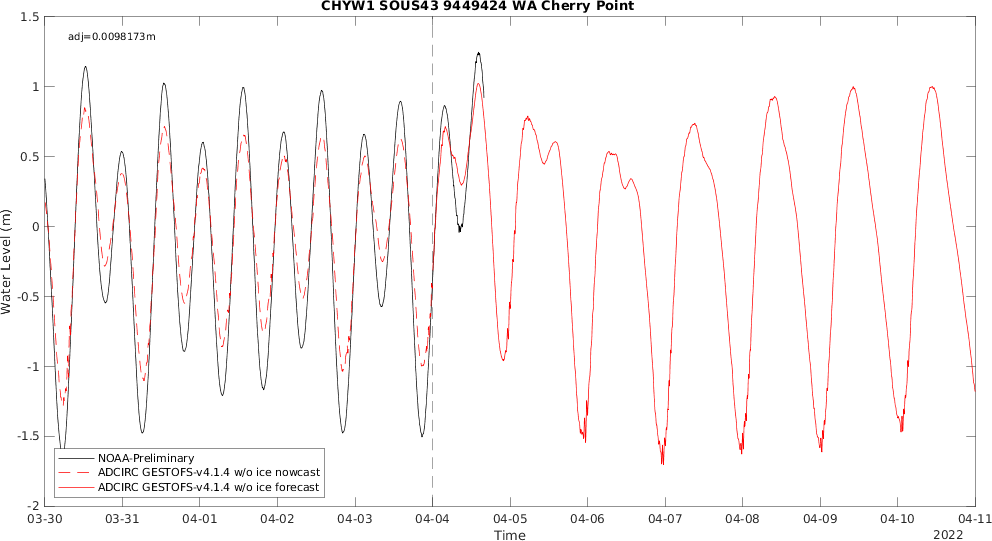 CHYW1 SOUS43 9449424 WA Cherry Point
adj=0.0098173m
1.5
1
0.5
0
-0.5
-1
-1.5
-2
Water Level (m)
NOAA-Preliminary
ADCIRC GESTOFS-v4.1.4 w/o ice nowcast
ADCIRC GESTOFS-v4.1.4 w/o ice forecast
03-30 03-31 04-01 04-02 04-03 04-04 04-05 04-06 04-07 04-08 04-09 04-10 04-11
Time
2022